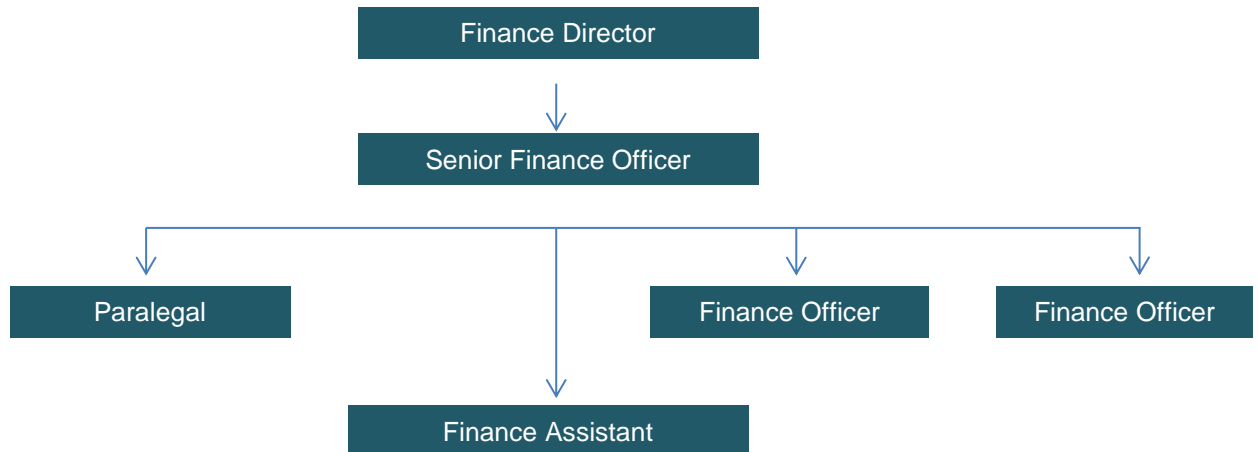 Finance Director
Senior Finance Officer
Paralegal
Finance Officer
Finance Officer
Finance Assistant